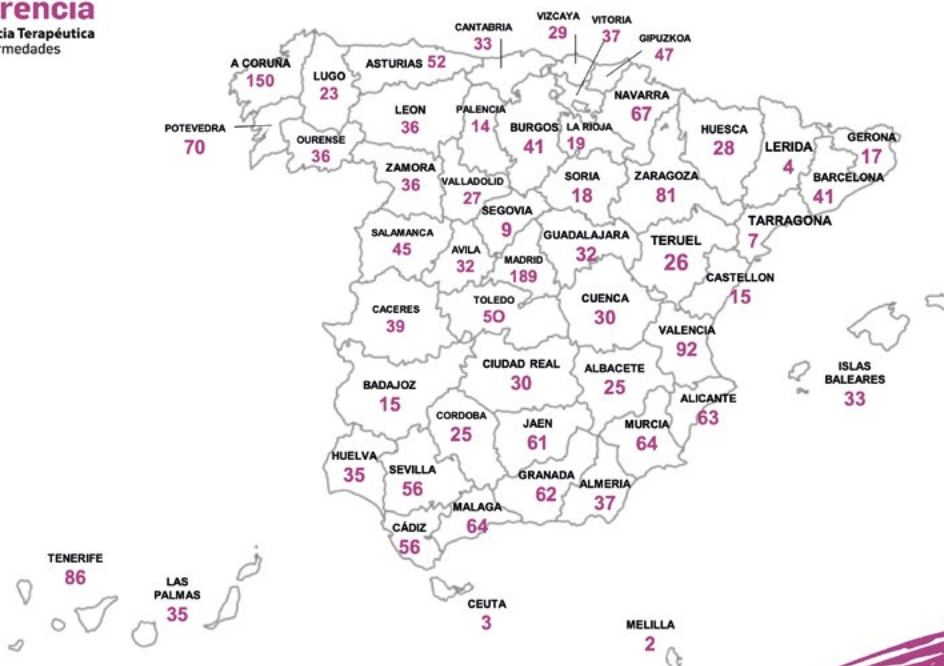 rencia
cia Terapéutica
rmedades
CANTABRIA
33
VIZCAYA
29
VITORIA
37
GIPUZKOA
47
A CORUÑA
150
LUGO
23
ASTURIAS 52
NAVARRA
67
POTEVEDRA
70
OURENSE
36
LEON
36
PALENCIA
14
BURGOS
41
LA RIOJA
19
HUESCA
28
LERIDA
4
GERONA
17
BARCELONA
41
ZAMORA
36
VALLADOLID
27
SORIA
18
ZARAGOZA
81
TARRAGONA
7
SEGOVIA
9
SALAMANCA
45
AVILA
32
MADRID
189
GUADALAJARA
32
TERUEL
26
CASTELLON
15
CACERES
39
TOLEDO
5O
CUENCA
30
VALENCIA
92
CIUDAD REAL
30
ALBACETE
25
ISLAS
BALEARES
33
BADAJOZ
15
ALICANTE
63
CORDOBA
25
JAEN
61
MURCIA
64
HUELVA
35
SEVILLA
56
GRANADA
62
ALMERIA
37
MALAGA
64
CÁDIZ
56
TENERIFE
86
LAS
PALMAS
35
CEUTA
3
MELILLA
2